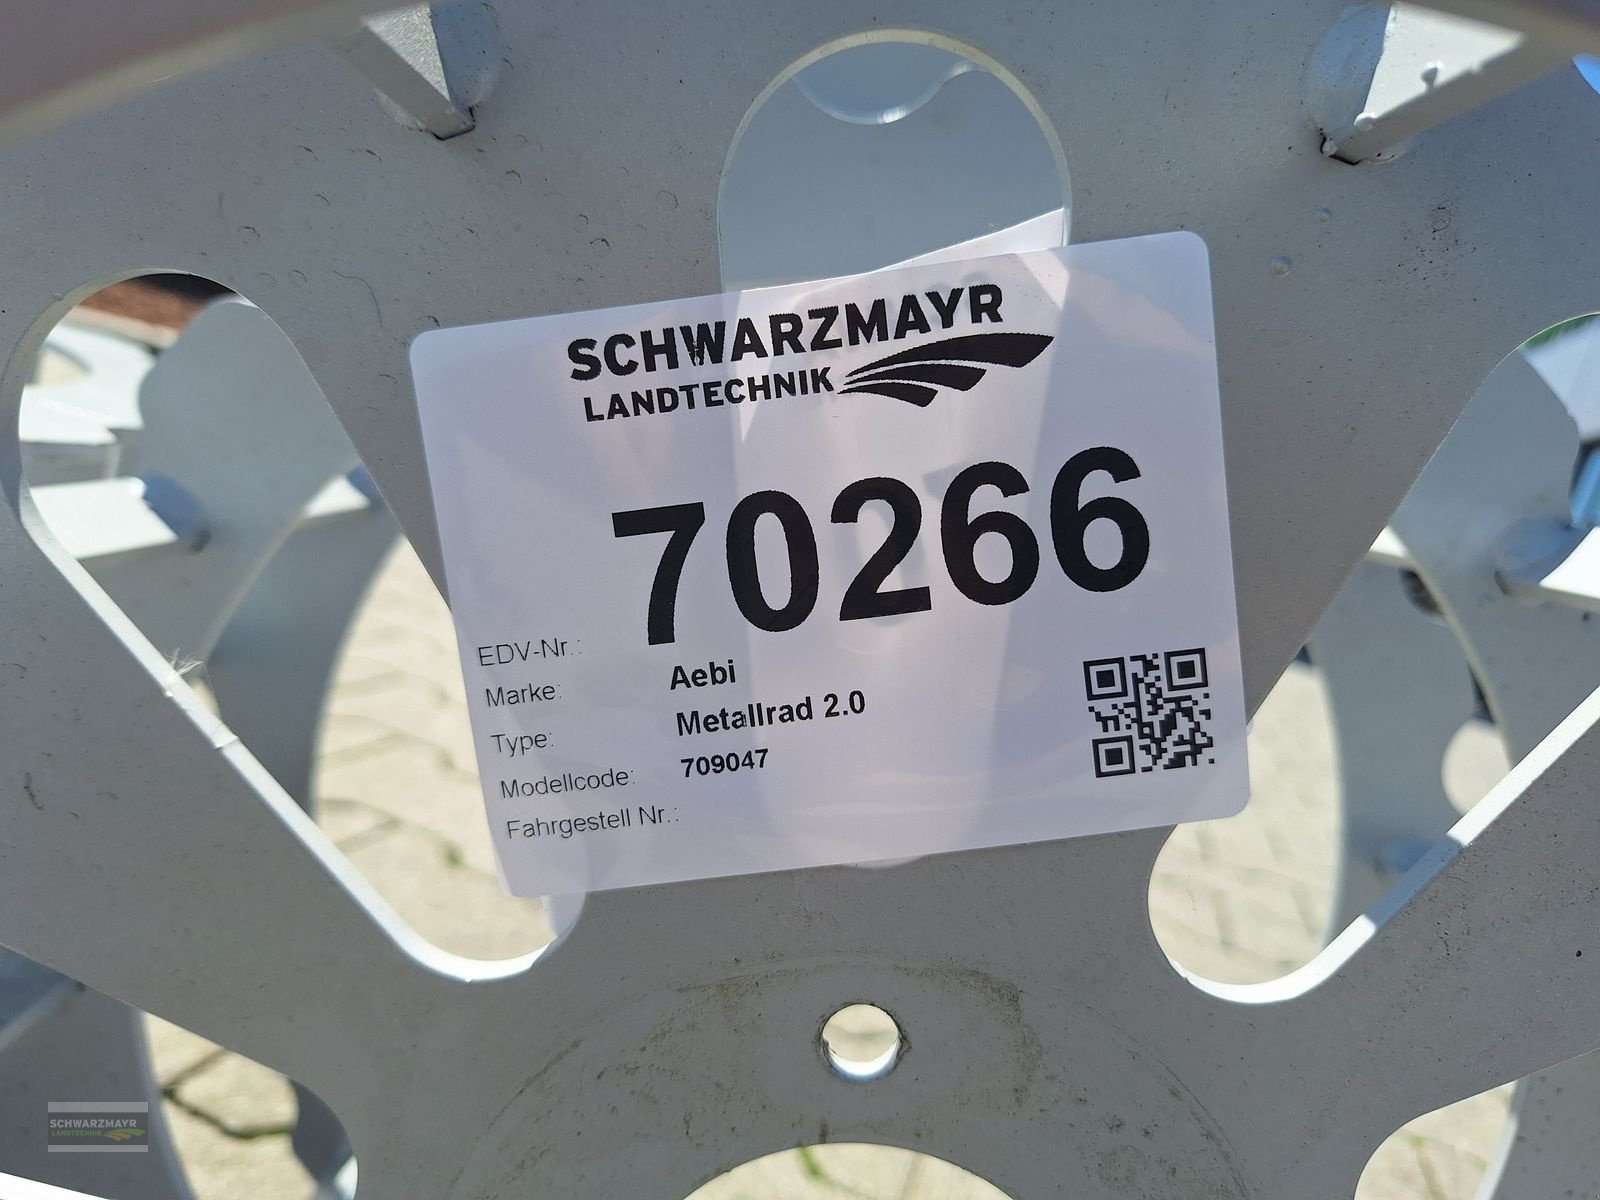 SCHWARZMAYR
LANDTECHNIK
EDV-Nr.: 70266
Marke: Aebi
Type: Metallrad 2.0
Modellcode: 709047
Fahrgestell Nr.:
SCHWARZMAYR
LANDTECHNIK